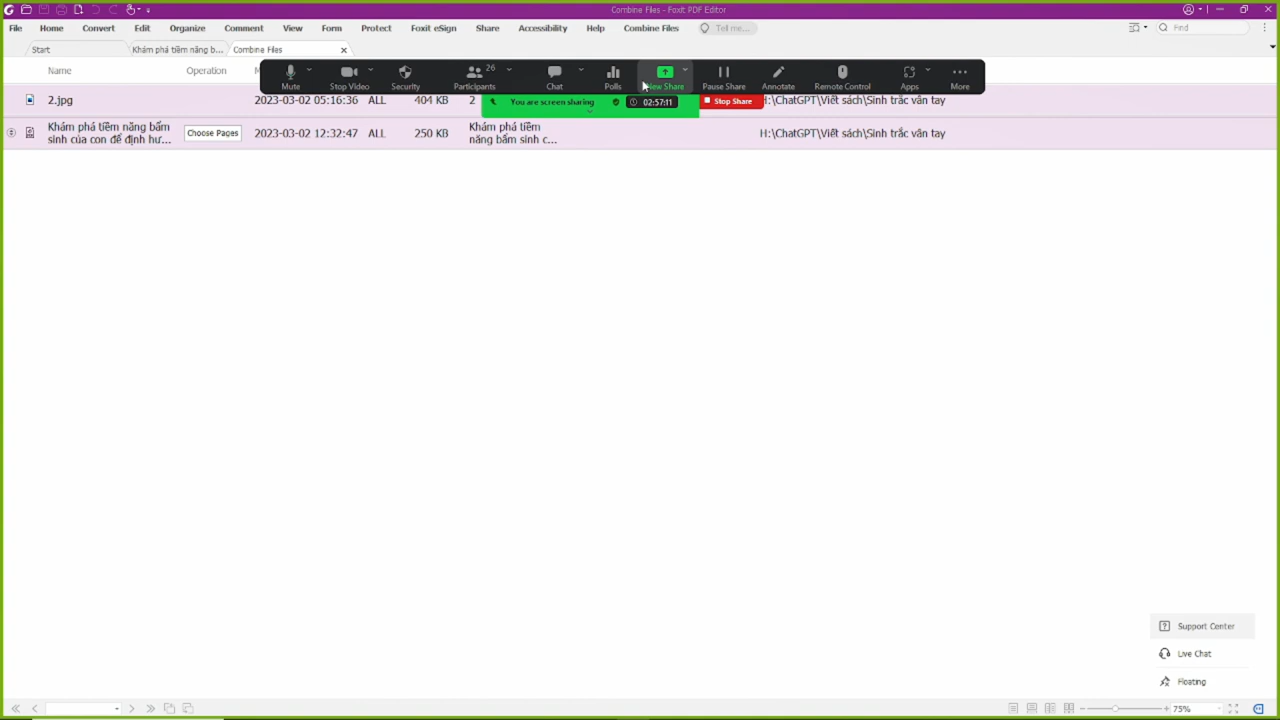 Combine Files - Foxit PDF Editor
File Home Convert Edit Organize Comment View Form Protect Foxit eSign Share Accessibility Help Combine Files Tell me... Find
Start Khám phá tiềm năng b... Combine Files
Name Operation
Mute Stop Video Security Participants 26 Chat Polls New Share Pause Share Annotate Remote Control Apps More
You are screen sharing 02:57:11 Stop Share
2.jpg 2023-03-02 05:16:36 ALL 404 KB 2 H:\ChatGPT\Viết sách\Sinh trắc vân tay
Khám phá tiềm năng bẩm
sinh của con để định hư...
Choose Pages 2023-03-02 12:32:47 ALL 250 KB
Khám phá tiềm
năng bẩm sinh c...
H:\ChatGPT\Viết sách\Sinh trắc vân tay
Support Center
Live Chat
Floating
75%